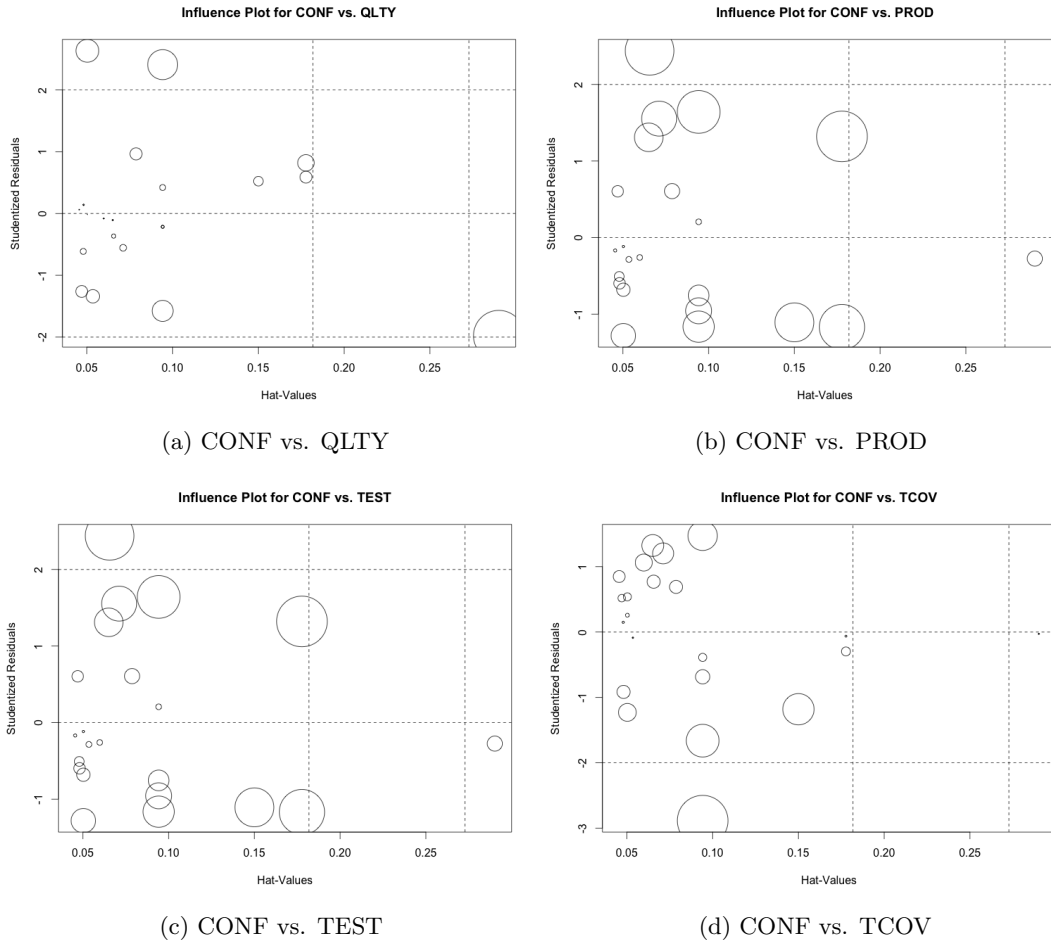 Influence Plot for CONF vs. QLTY
Studentized Residuals
2
1
0
-1
-2
0.05 0.10 0.15 0.20 0.25
Hat-Values
(a) CONF vs. QLTY
Influence Plot for CONF vs. PROD
Studentized Residuals
2
1
0
-1
0.05 0.10 0.15 0.20 0.25
Hat-Values
(b) CONF vs. PROD
Influence Plot for CONF vs. TEST
Studentized Residuals
2
1
0
-1
0.05 0.10 0.15 0.20 0.25
Hat-Values
(c) CONF vs. TEST
Influence Plot for CONF vs. TCOV
Studentized Residuals
1
0
-1
-2
-3
0.05 0.10 0.15 0.20 0.25
Hat-Values
(d) CONF vs. TCOV